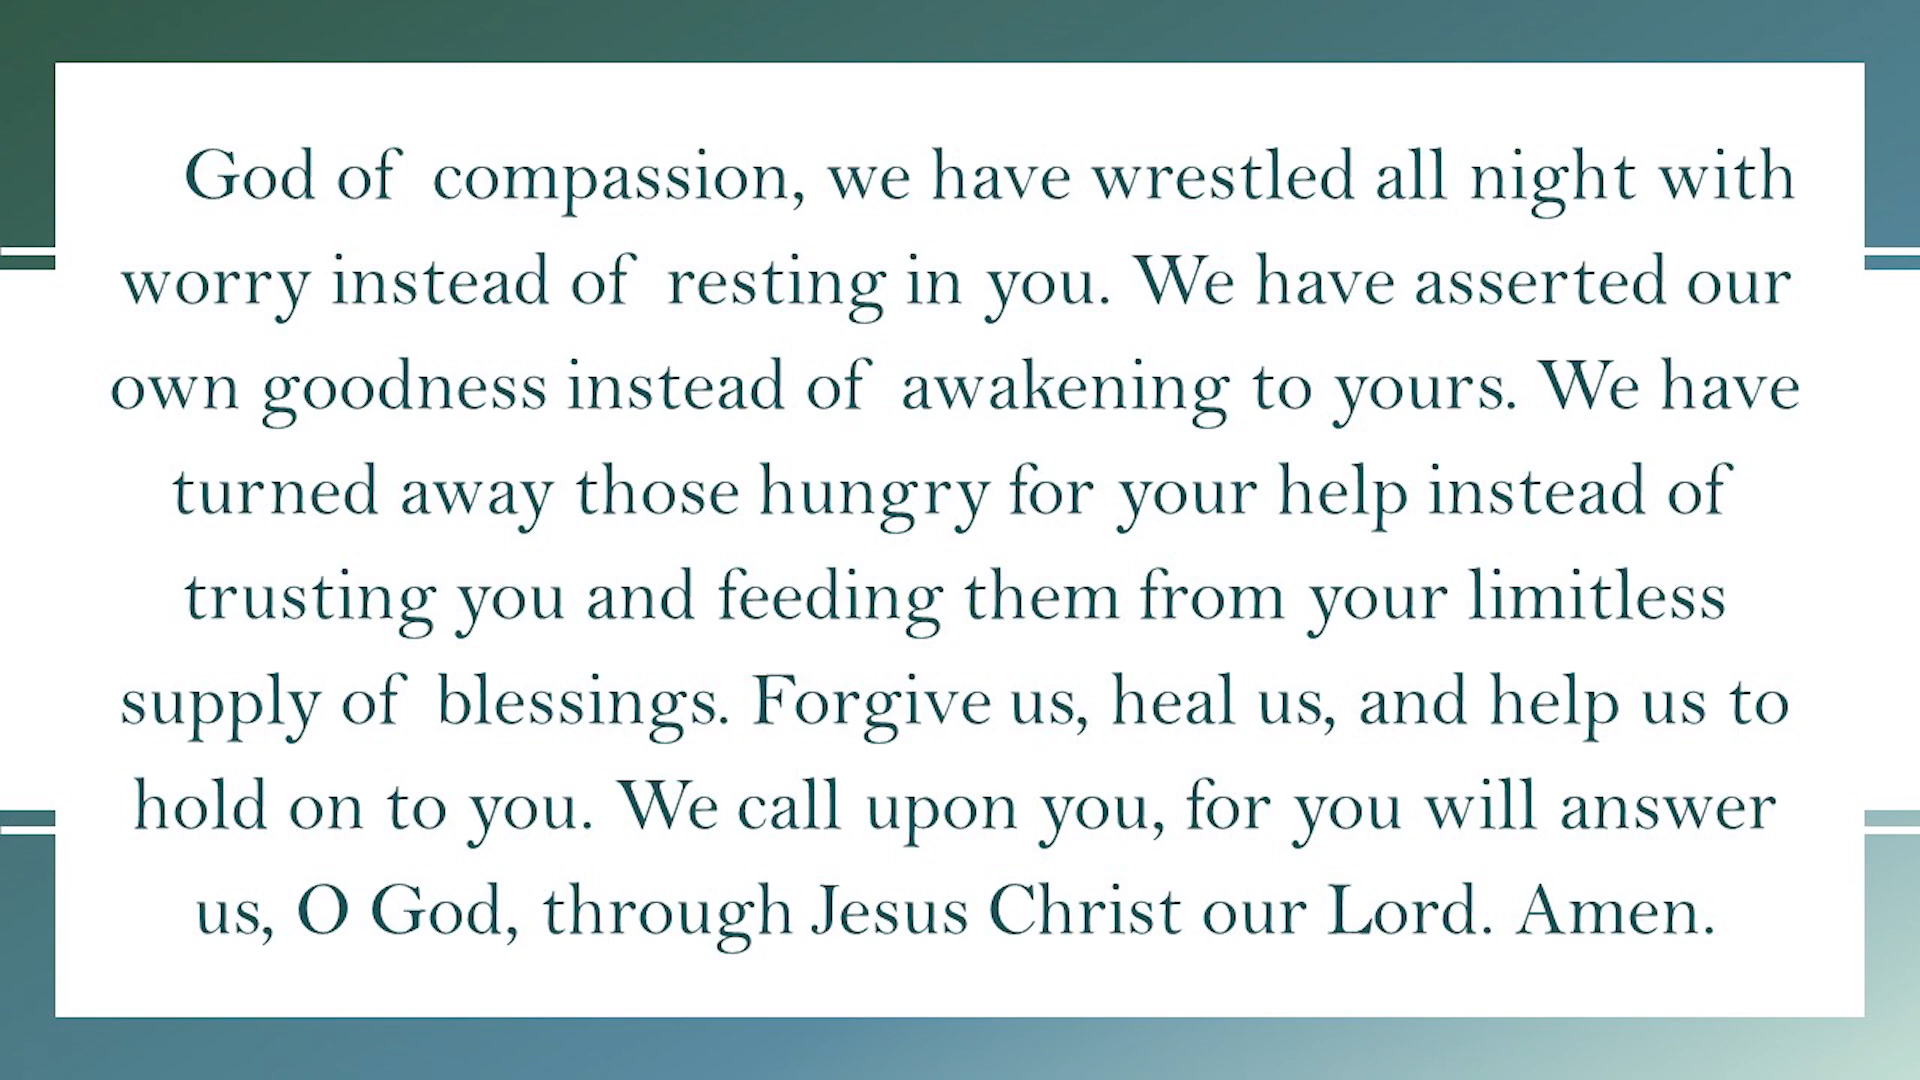 God of compassion, we have wrestled all night with
worry instead of resting in you. We have asserted our
own goodness instead of awakening to yours. We have
turned away those hungry for your help instead of
trusting you and feeding them from your limitless
supply of blessings. Forgive us, heal us, and help us to
hold on to you. We call upon you, for you will answer
us, O God, through Jesus Christ our Lord. Amen.